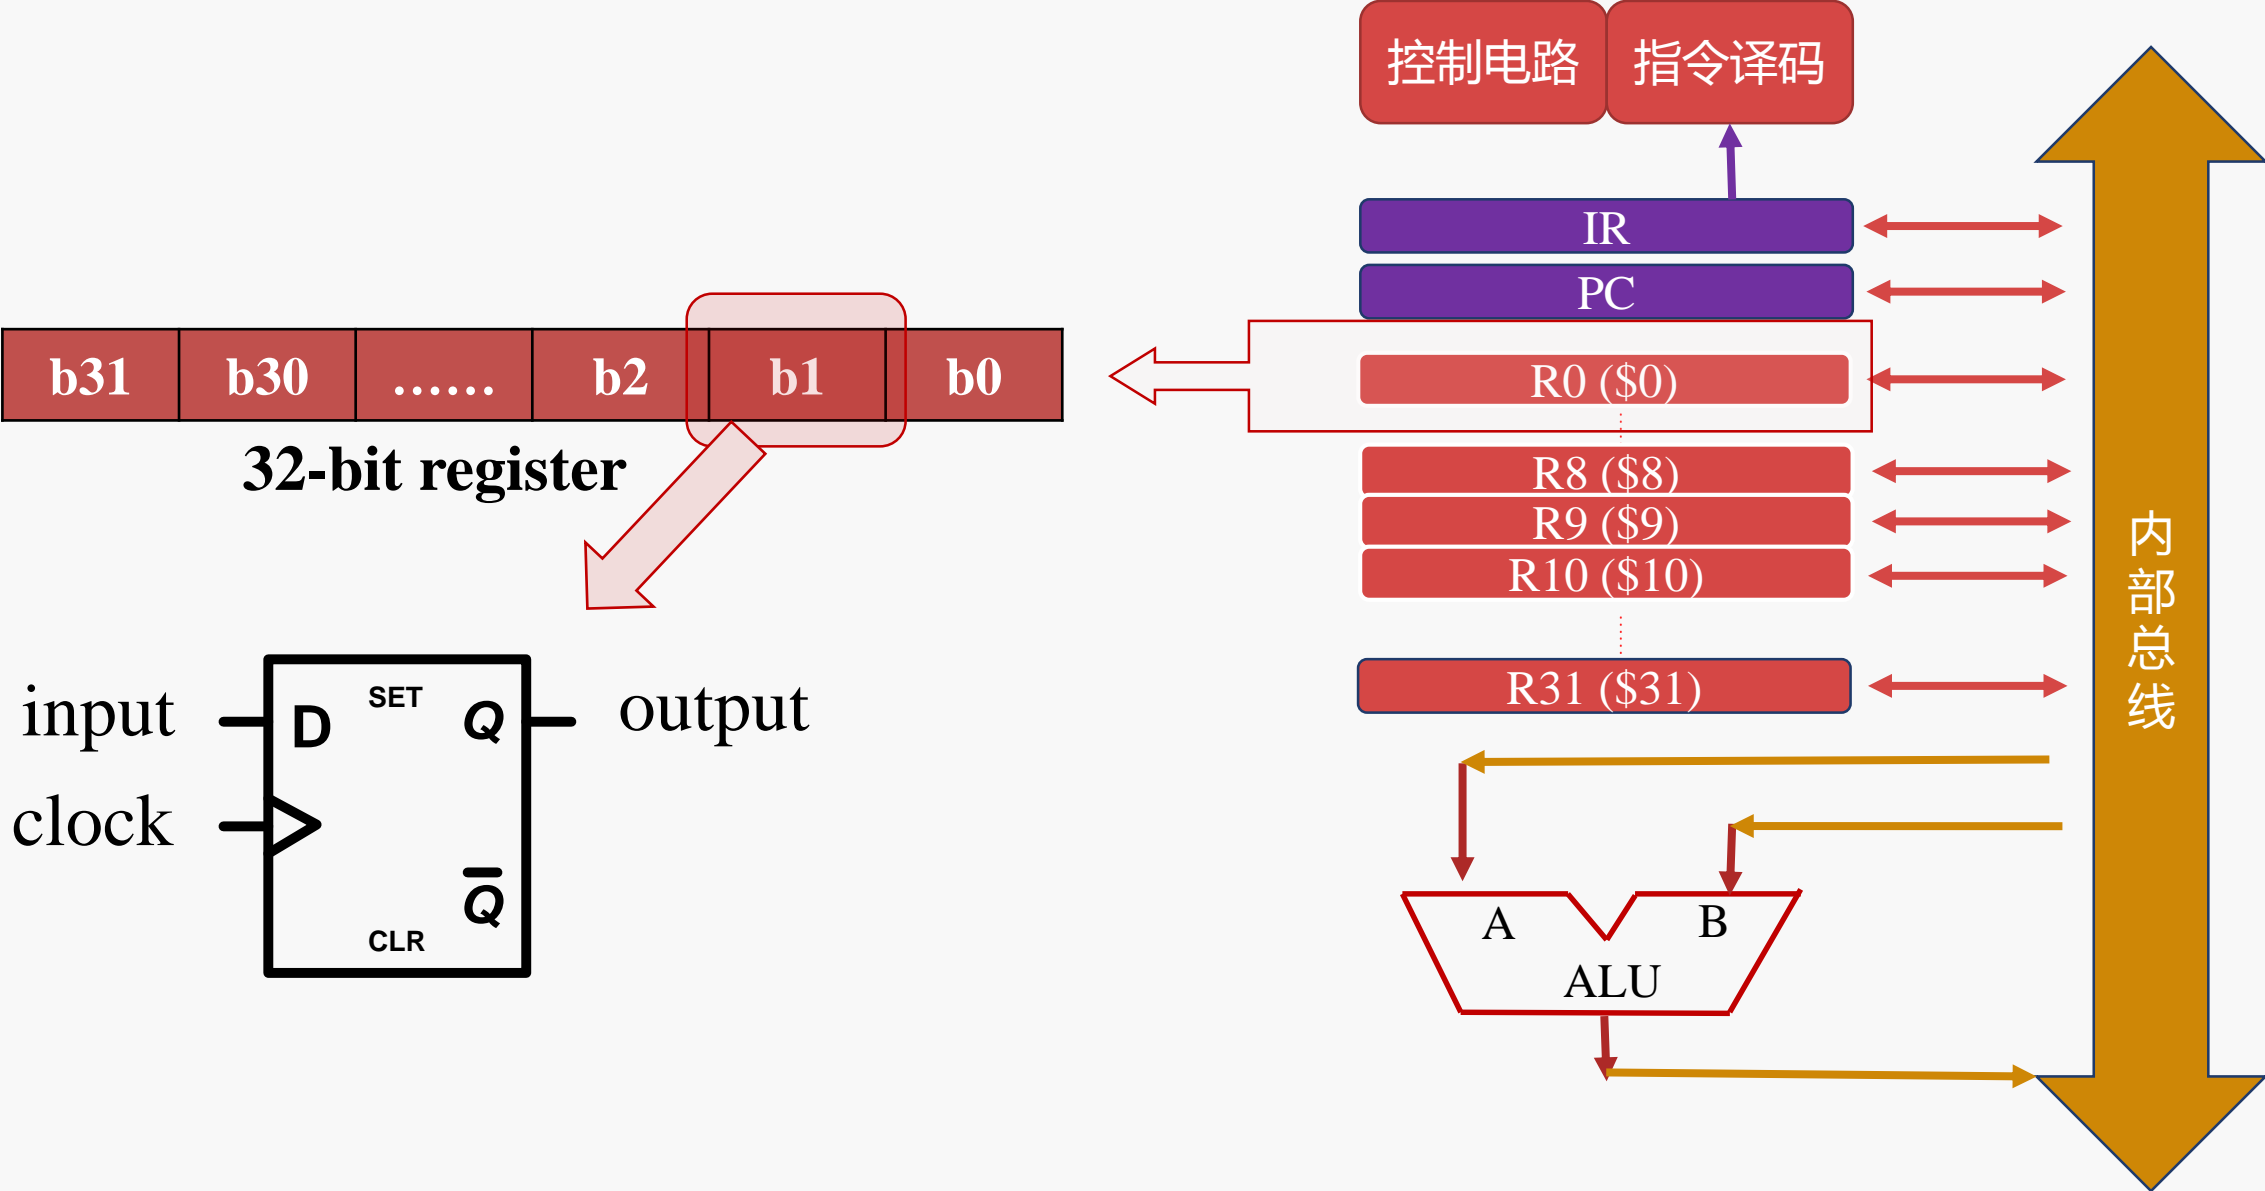 控制电路
指令译码
IR
PC
R0 ($0)
R8 ($8)
R9 ($9)
R10 ($10)
R31 ($31)
内部总线
A
B
ALU
b31 b30 ...... b2 b1 b0
32-bit register
input
clock
D
SET
Q
Q̅
CLR
output